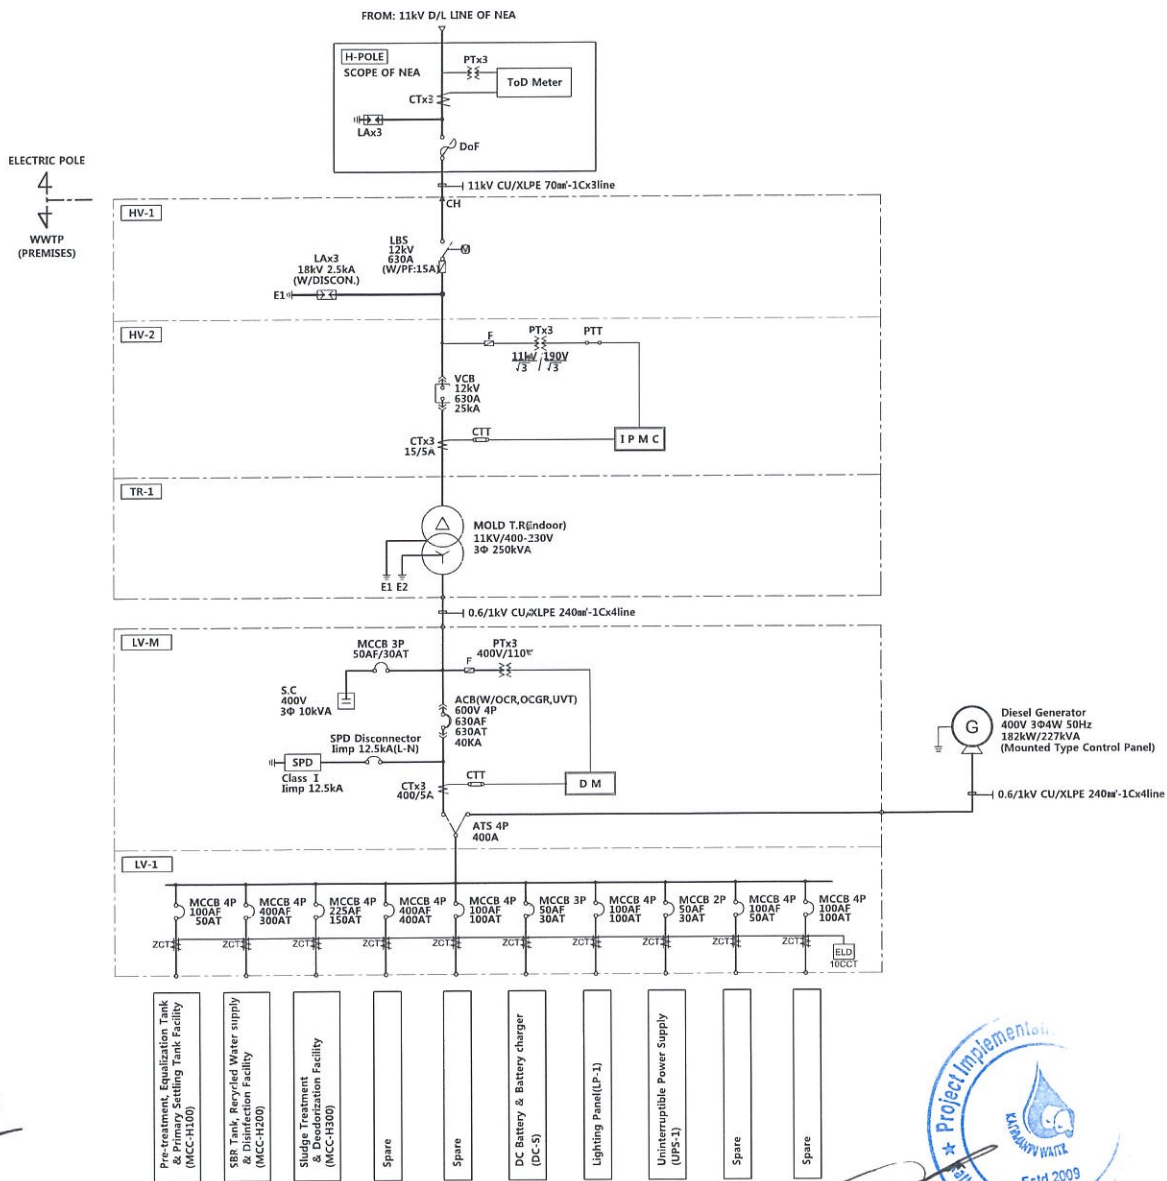 FROM: 11kV D/L LINE OF NEA
H-POLE
SCOPE OF NEA
PTx3
ToD Meter
CTx3
LAx3
DoF
ELECTRIC POLE
WWTP
(PREMISES)
11kV CU/XLPE 70㎟-1Cx3line
CH
HV-1
LBS
12kV
630A
(W/PF:15A)
M
LAx3
18kV 2.5kA
(W/DISCON.)
E1
HV-2
F
PTx3
PTT
11kV / 190V
√3 / √3
VCB
12kV
630A
25kA
CTT
CTx3
15/5A
I P M C
TR-1
MOLD T.R(Indoor)
11KV/400-230V
3Φ 250kVA
E1 E2
0.6/1kV CU/XLPE 240㎟-1Cx4line
LV-M
MCCB 3P
50AF/30AT
PTx3
400V/110V
F
S.C
400V
3Φ 10kVA
ACB(W/OCR,OCGR,UVT)
600V 4P
630AF
630AT
40KA
SPD Disconnector
Iimp 12.5kA(L-N)
SPD
Class I
Iimp 12.5kA
CTT
CTx3
400/5A
D M
G
Diesel Generator
400V 3Φ4W 50Hz
182kW/227kVA
(Mounted Type Control Panel)
0.6/1kV CU/XLPE 240㎟-1Cx4line
ATS 4P
400A
LV-1
MCCB 4P
100AF
50AT
MCCB 4P
400AF
300AT
MCCB 4P
225AF
150AT
MCCB 4P
400AF
400AT
MCCB 4P
100AF
100AT
MCCB 3P
50AF
30AT
MCCB 4P
100AF
100AT
MCCB 2P
50AF
30AT
MCCB 4P
100AF
50AT
MCCB 4P
100AF
100AT
ZCT
ZCT
ZCT
ZCT
ZCT
ZCT
ZCT
ZCT
ZCT
ZCT
ELD
10CCT
Pre-treatment, Equalization Tank
& Primary Settling Tank Facility
(MCC-H100)
SBR Tank, Recyrled Water supply
& Disinfection Facility
(MCC-H200)
Sludge Treatment
& Deodorization Facility
(MCC-H300)
Spare
Spare
DC Battery & Battery charger
(DC-S)
Lighting Panel(LP-1)
Uninterruptible Power Supply
(UPS-1)
Spare
Spare
Project
Estd 2009